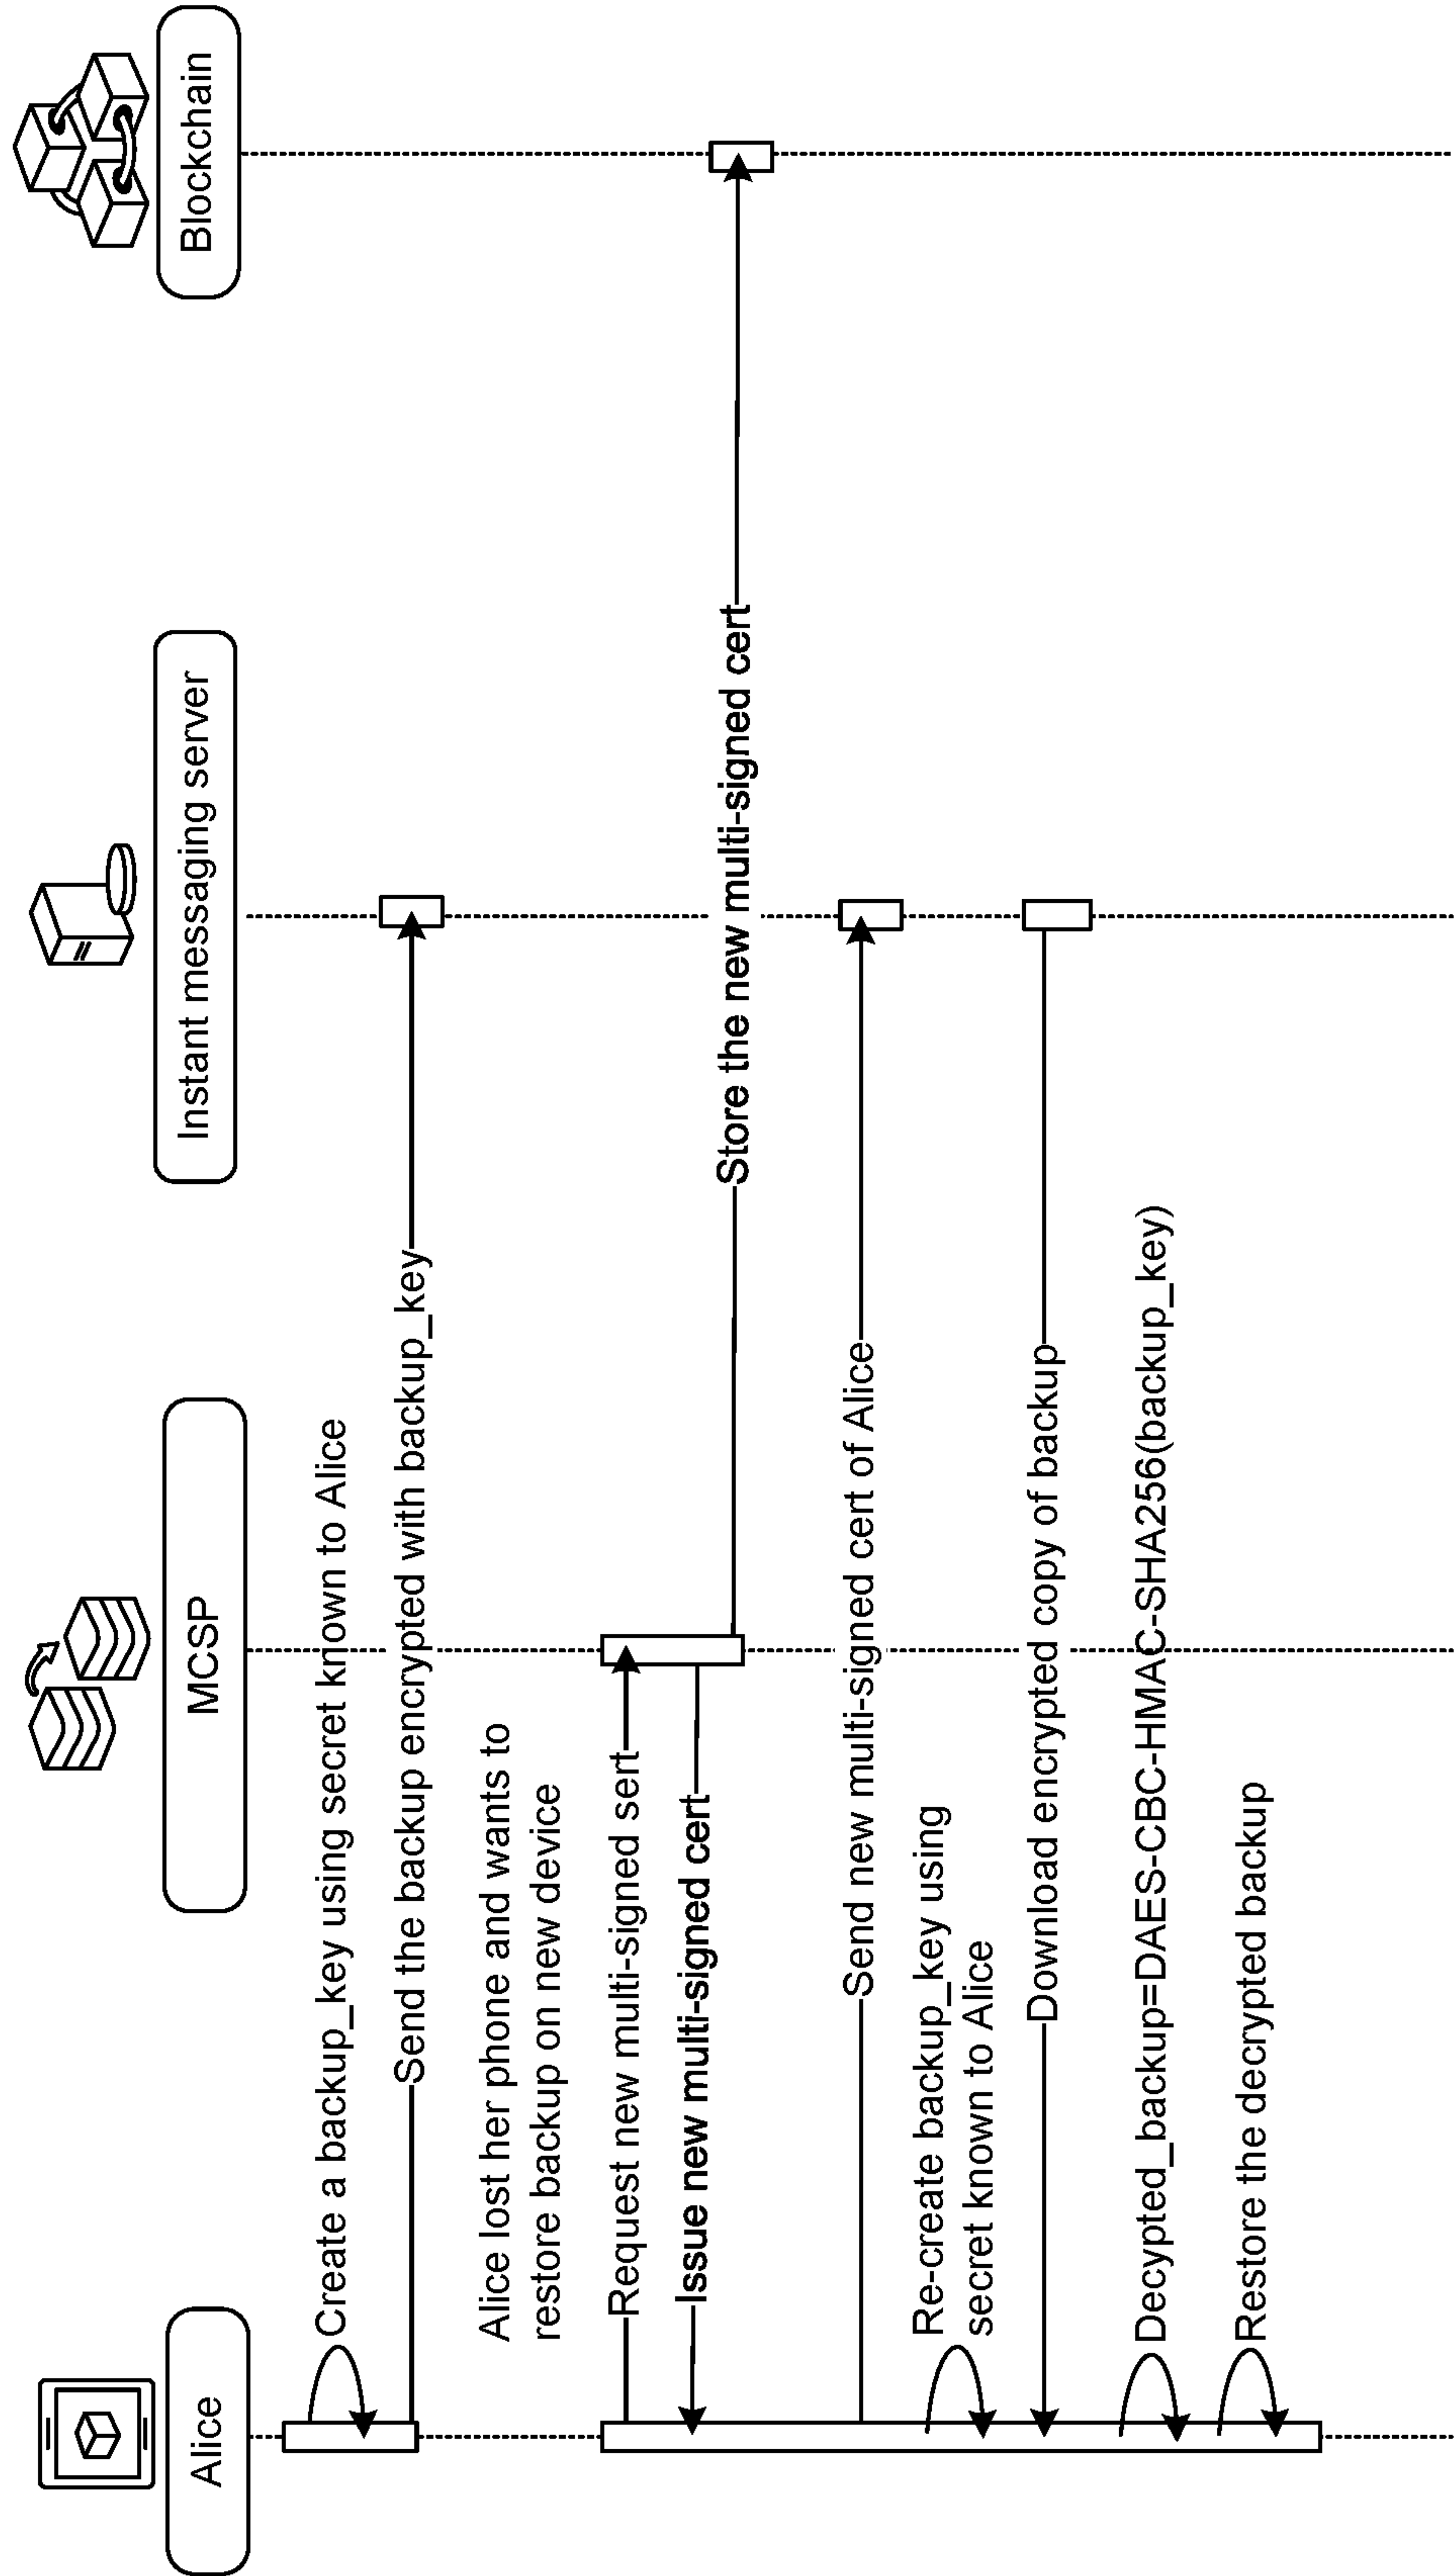 Alice
MCSP
Instant messaging server
Blockchain
Create a backup_key using secret known to Alice
Send the backup encrypted with backup_key
Alice lost her phone and wants to
restore backup on new device
Request new multi-signed sert
Issue new multi-signed cert
Store the new multi-signed cert
Send new multi-signed cert of Alice
Re-create backup_key using
secret known to Alice
Download encrypted copy of backup
Decypted_backup=DAES-CBC-HMAC-SHA256(backup_key)
Restore the decrypted backup